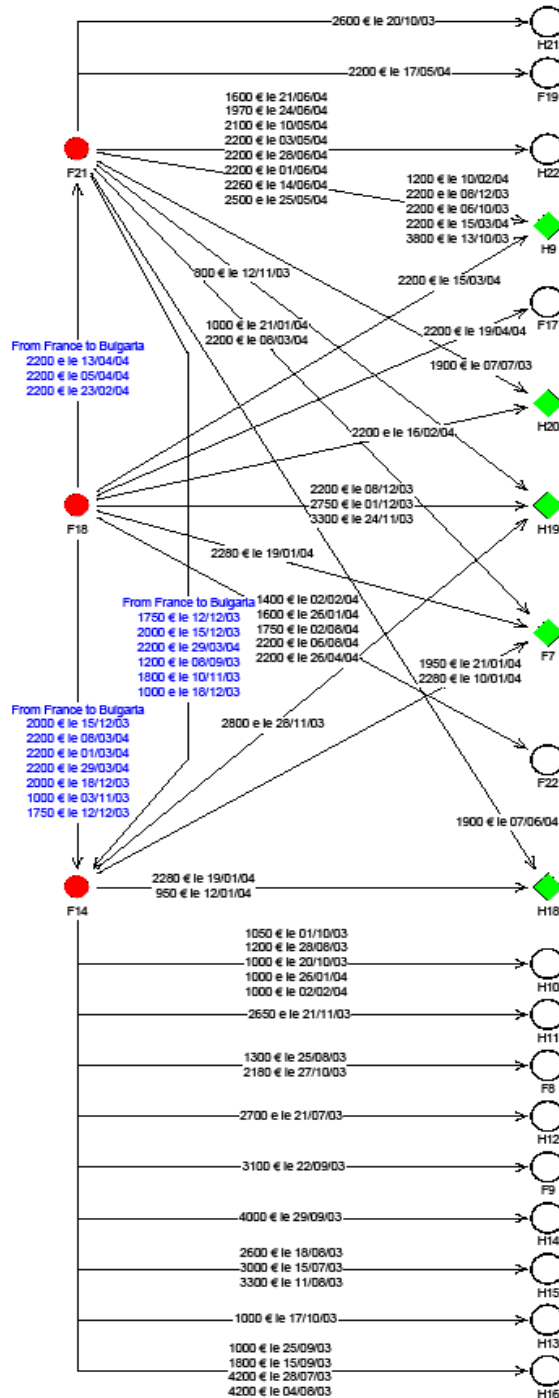 2600 € le 20/10/03
H21
2200 € le 17/05/04
F19
1600 € le 21/06/04
1970 € le 24/06/04
2100 € le 10/05/04
2200 € le 03/05/04
2200 € le 28/06/04
2200 € le 01/06/04
2260 € le 14/06/04
2500 e le 25/05/04
F21
H22
1200 € le 10/02/04
2200 e le 08/12/03
2200 e le 06/10/03
2200 € le 15/03/04
3800 € le 13/10/03
H9
800 € le 12/11/03
2200 € le 15/03/04
F17
1000 € le 21/01/04
2200 € le 08/03/04
2200 € le 19/04/04
From France to Bulgaria
2200 e le 13/04/04
2200 € le 05/04/04
2200 € le 23/02/04
1900 € le 07/07/03
H20
2200 e le 16/02/04
2200 € le 08/12/03
2750 € le 01/12/03
3300 € le 24/11/03
F18
H19
2280 € le 19/01/04
1400 € le 02/02/04
1600 € le 26/01/04
1750 € le 02/08/04
2200 € le 06/08/04
2200 € le 26/04/04
From France to Bulgaria
1750 € le 12/12/03
2000 € le 15/12/03
2200 € le 29/03/04
1200 € le 08/09/03
1800 € le 10/11/03
1000 e le 18/12/03
F7
1950 € le 21/01/04
2280 € le 10/01/04
From France to Bulgaria
2000 € le 15/12/03
2200 € le 08/03/04
2200 € le 01/03/04
2200 € le 29/03/04
2000 € le 18/12/03
1000 € le 03/11/03
1750 € le 12/12/03
2800 e le 28/11/03
F22
1900 € le 07/06/04
2280 € le 19/01/04
950 € le 12/01/04
F14
H18
1050 € le 01/10/03
1200 € le 28/08/03
1000 € le 20/10/03
1000 e le 26/01/04
1000 € le 02/02/04
H10
2650 e le 21/11/03
H11
1300 € le 25/08/03
2180 € le 27/10/03
F8
2700 e le 21/07/03
H12
3100 € le 22/09/03
F9
4000 € le 29/09/03
H14
2600 € le 18/08/03
3000 € le 15/07/03
3300 € le 11/08/03
H15
1000 € le 17/10/03
H13
1000 € le 25/09/03
1800 € le 15/09/03
4200 € le 28/07/03
4200 € le 04/08/03
H16